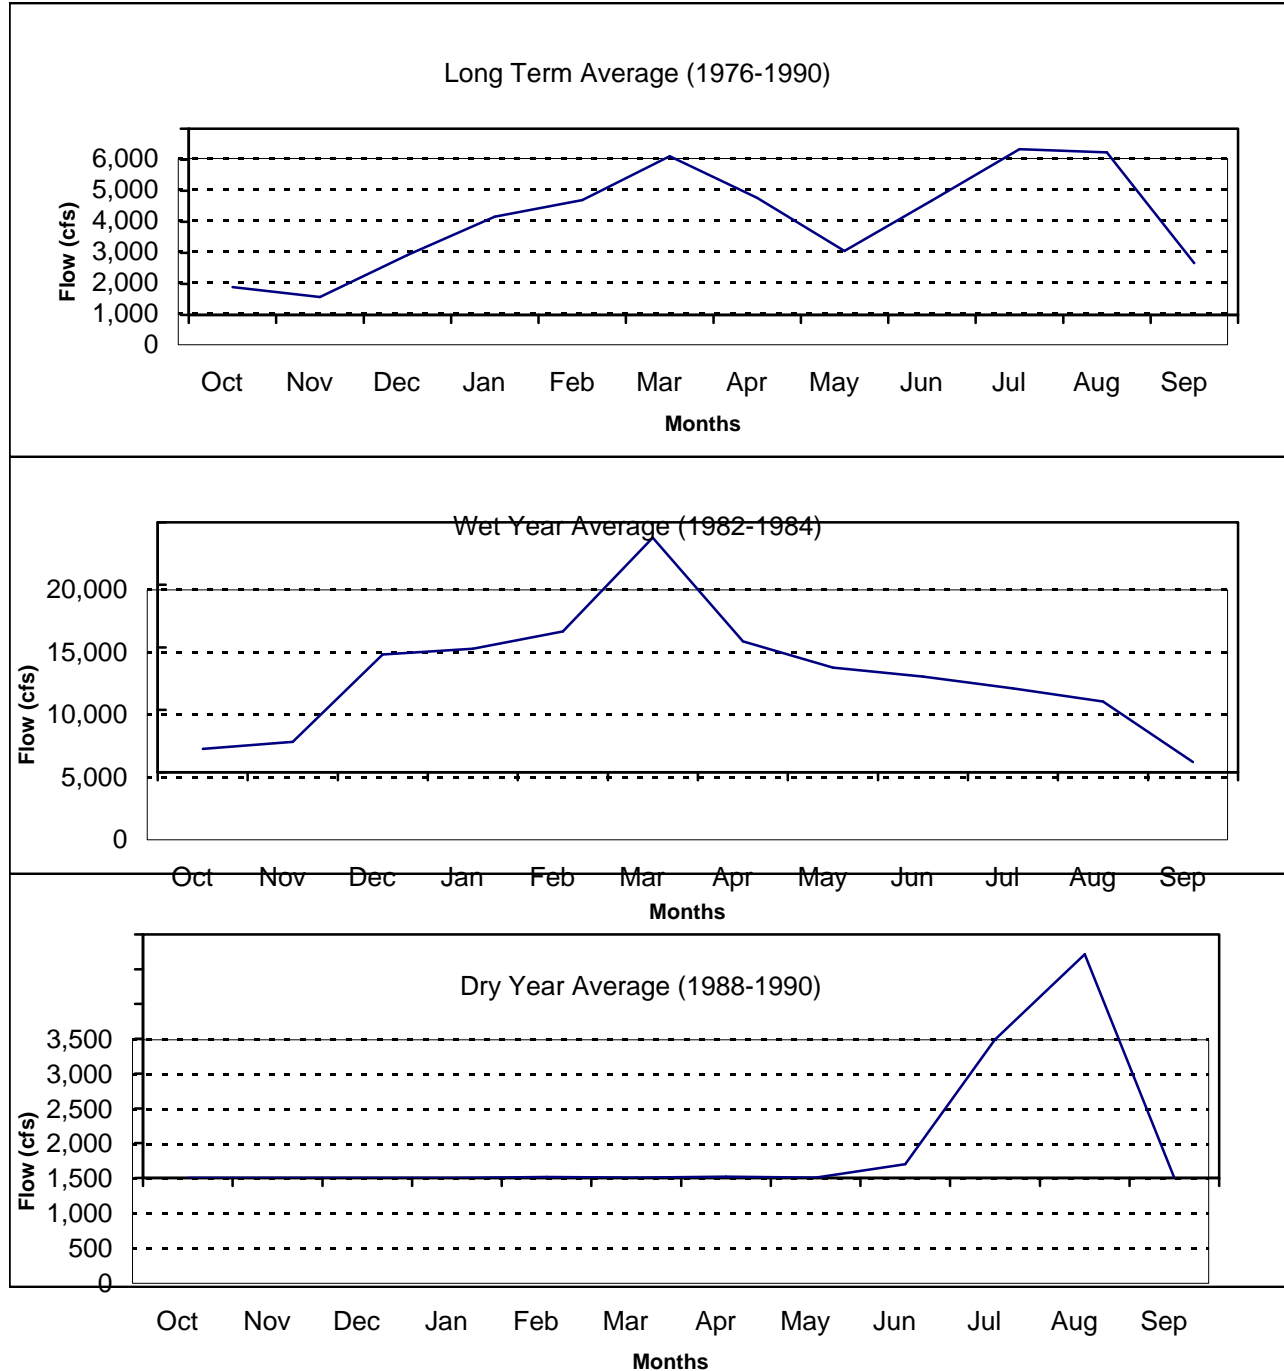 Long Term Average (1976-1990)
6,000
5,000
4,000
3,000
2,000
1,000
0
Flow (cfs)
Oct Nov Dec Jan Feb Mar Apr May Jun Jul Aug Sep
Months
Wet Year Average (1982-1984)
20,000
15,000
10,000
5,000
0
Flow (cfs)
Oct Nov Dec Jan Feb Mar Apr May Jun Jul Aug Sep
Months
Dry Year Average (1988-1990)
3,500
3,000
2,500
2,000
1,500
1,000
500
0
Flow (cfs)
Oct Nov Dec Jan Feb Mar Apr May Jun Jul Aug Sep
Months